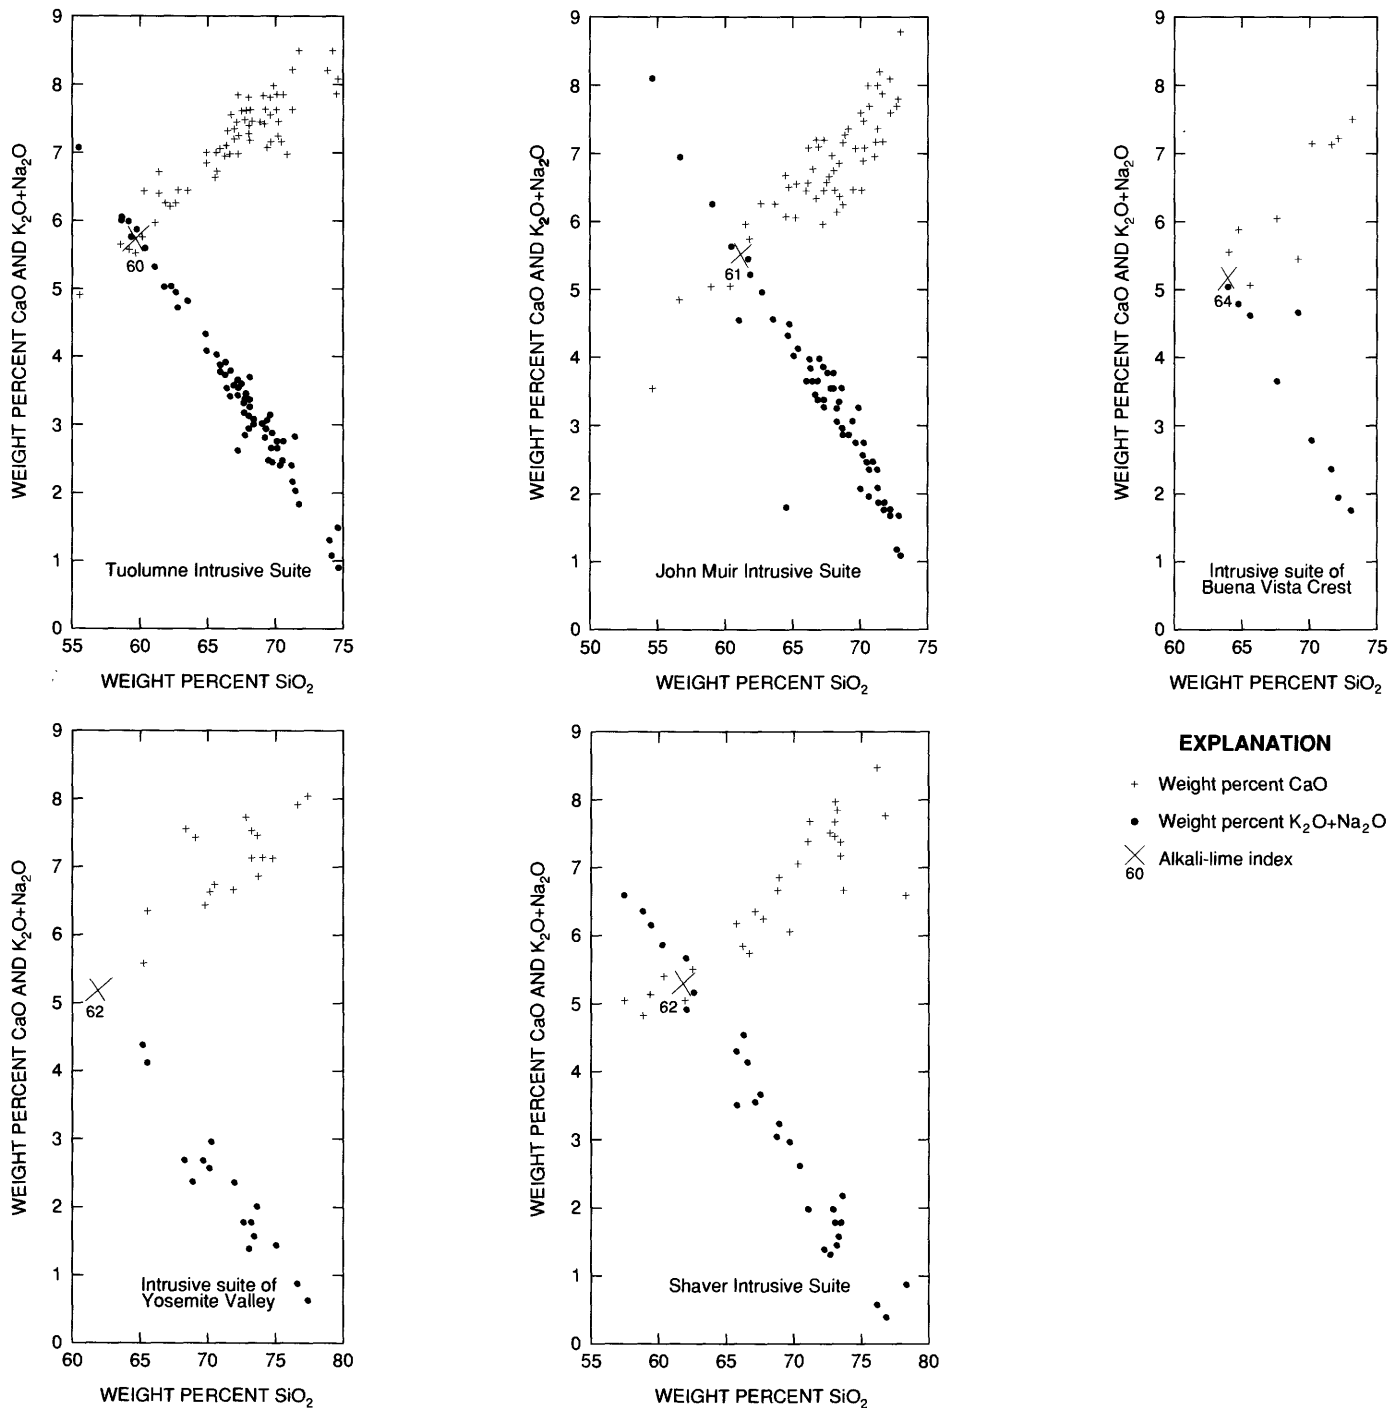 9
8
7
6
5
4
3
2
1
0
WEIGHT PERCENT CaO AND K₂O+Na₂O
60
Tuolumne Intrusive Suite
55 60 65 70 75
WEIGHT PERCENT SiO₂
9
8
7
6
5
4
3
2
1
0
WEIGHT PERCENT CaO AND K₂O+Na₂O
61
John Muir Intrusive Suite
50 55 60 65 70 75
WEIGHT PERCENT SiO₂
9
8
7
6
5
4
3
2
1
0
WEIGHT PERCENT CaO AND K₂O+Na₂O
64
Intrusive suite of
Buena Vista Crest
60 65 70 75
WEIGHT PERCENT SiO₂
9
8
7
6
5
4
3
2
1
0
WEIGHT PERCENT CaO AND K₂O+Na₂O
62
Intrusive suite of
Yosemite Valley
60 65 70 75 80
WEIGHT PERCENT SiO₂
9
8
7
6
5
4
3
2
1
0
WEIGHT PERCENT CaO AND K₂O+Na₂O
62
Shaver Intrusive Suite
55 60 65 70 75 80
WEIGHT PERCENT SiO₂
EXPLANATION
+ Weight percent CaO
● Weight percent K₂O+Na₂O
Alkali-lime index
60